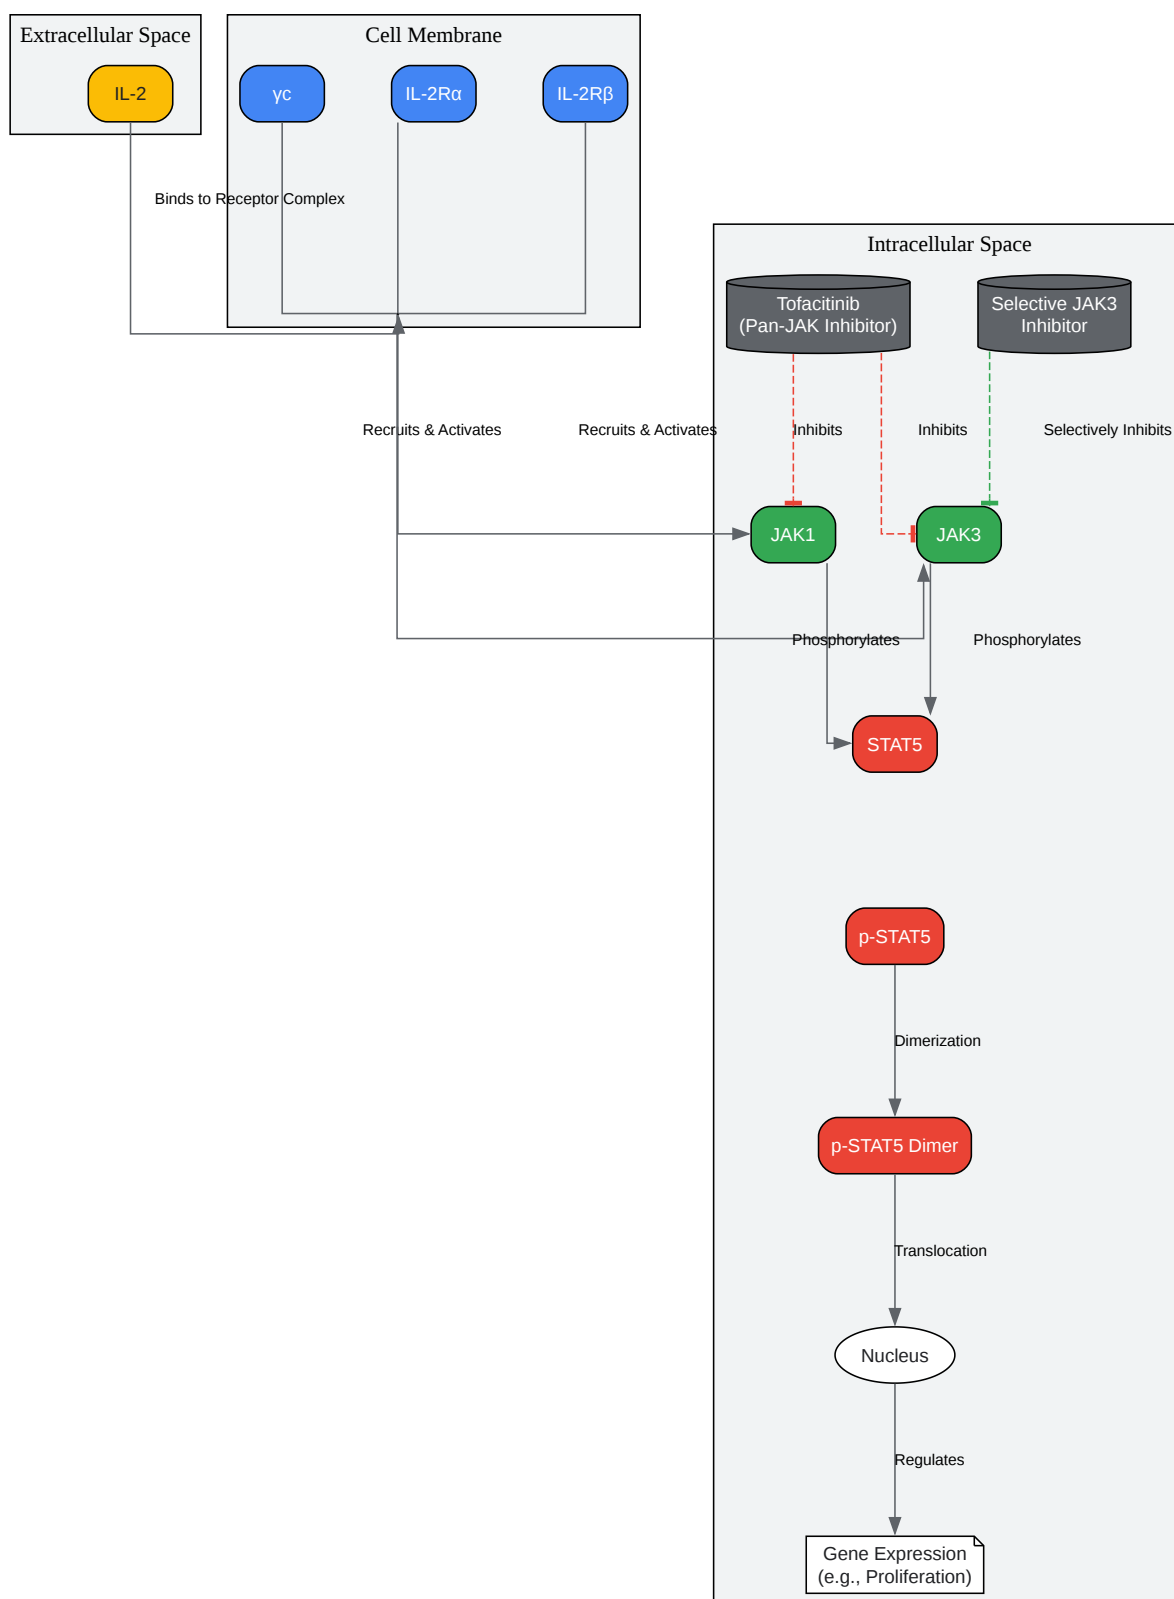 Extracellular Space
Cell Membrane
IL-2
γc
IL-2Rα
IL-2Rβ
Binds to Receptor Complex
Intracellular Space
Tofacitinib
(Pan-JAK Inhibitor)
Selective JAK3
Inhibitor
Recruits & Activates
Recruits & Activates
Inhibits
Inhibits
Selectively Inhibits
JAK1
JAK3
Phosphorylates
Phosphorylates
STAT5
p-STAT5
Dimerization
p-STAT5 Dimer
Translocation
Nucleus
Regulates
Gene Expression
(e.g., Proliferation)